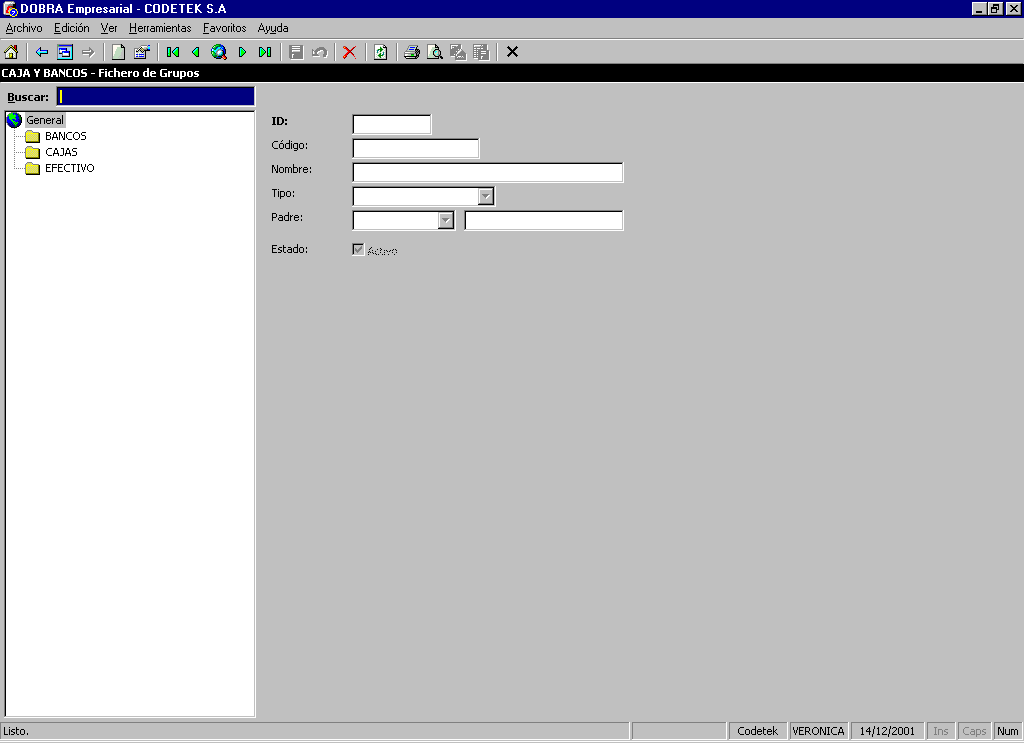 DOBRA Empresarial - CODETEK S.A
Archivo Edición Ver Herramientas Favoritos Ayuda
CAJA Y BANCOS - Fichero de Grupos
Buscar:
General
BANCOS
CAJAS
EFECTIVO
ID:
Código:
Nombre:
Tipo:
Padre:
Estado: Activo
Listo. Codetek VERONICA 14/12/2001 Ins Caps Num